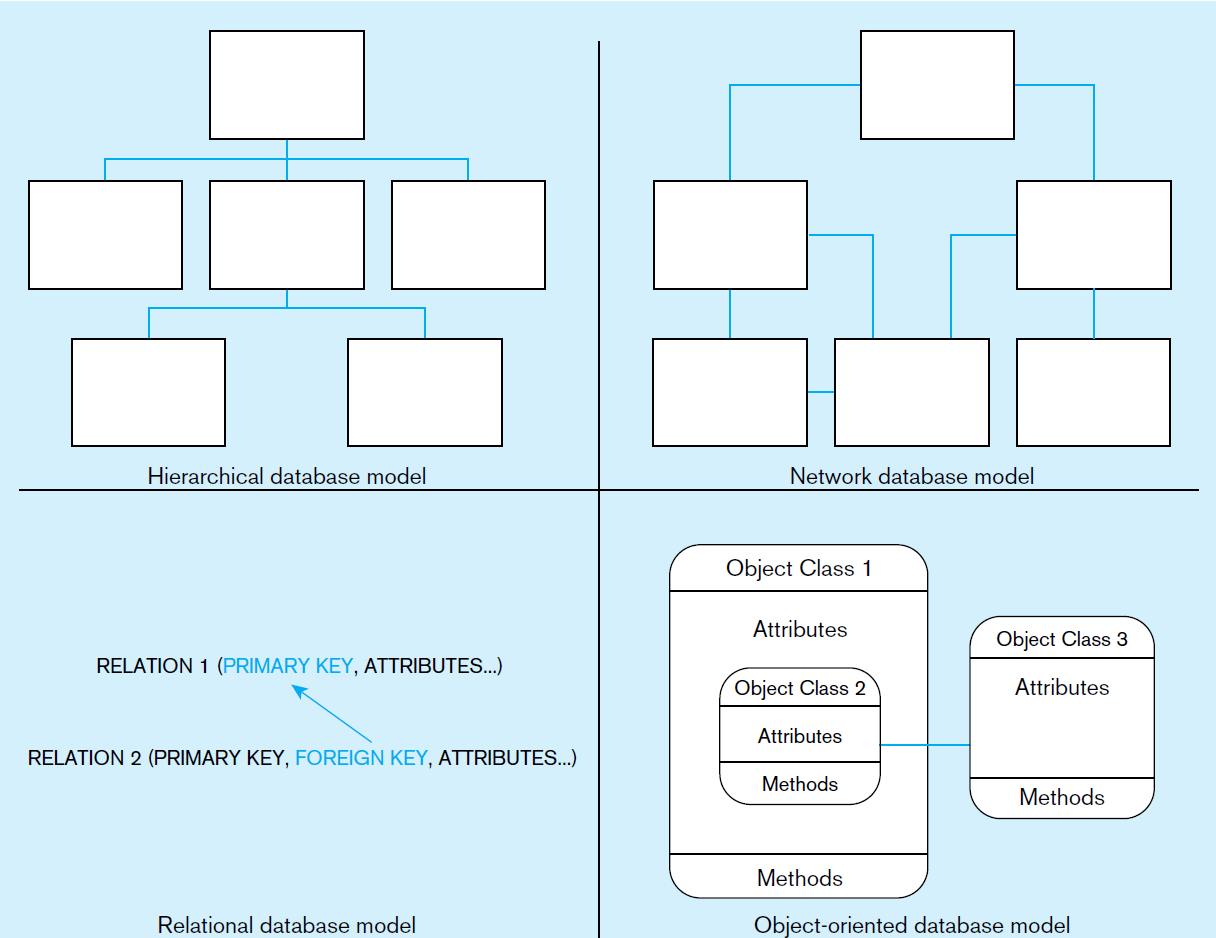 Hierarchical database model
Network database model
RELATION 1 (PRIMARY KEY, ATTRIBUTES...)
RELATION 2 (PRIMARY KEY, FOREIGN KEY, ATTRIBUTES...)
Relational database model
Object Class 1
Attributes
Object Class 2
Attributes
Methods
Methods
Object Class 3
Attributes
Methods
Object-oriented database model